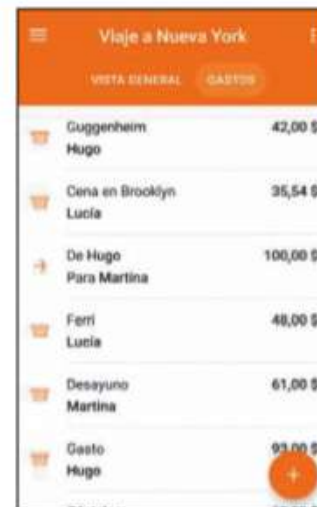 Viaje a Nueva York
VISTA GENERAL GASTOS
Guggenheim 42,00 $
Hugo
Cena en Brooklyn 35,54 $
Lucía
De Hugo 100,00 $
Para Martina
Ferri 48,00 $
Lucía
Desayuno 61,00 $
Martina
Gasto 93,00 $
Hugo